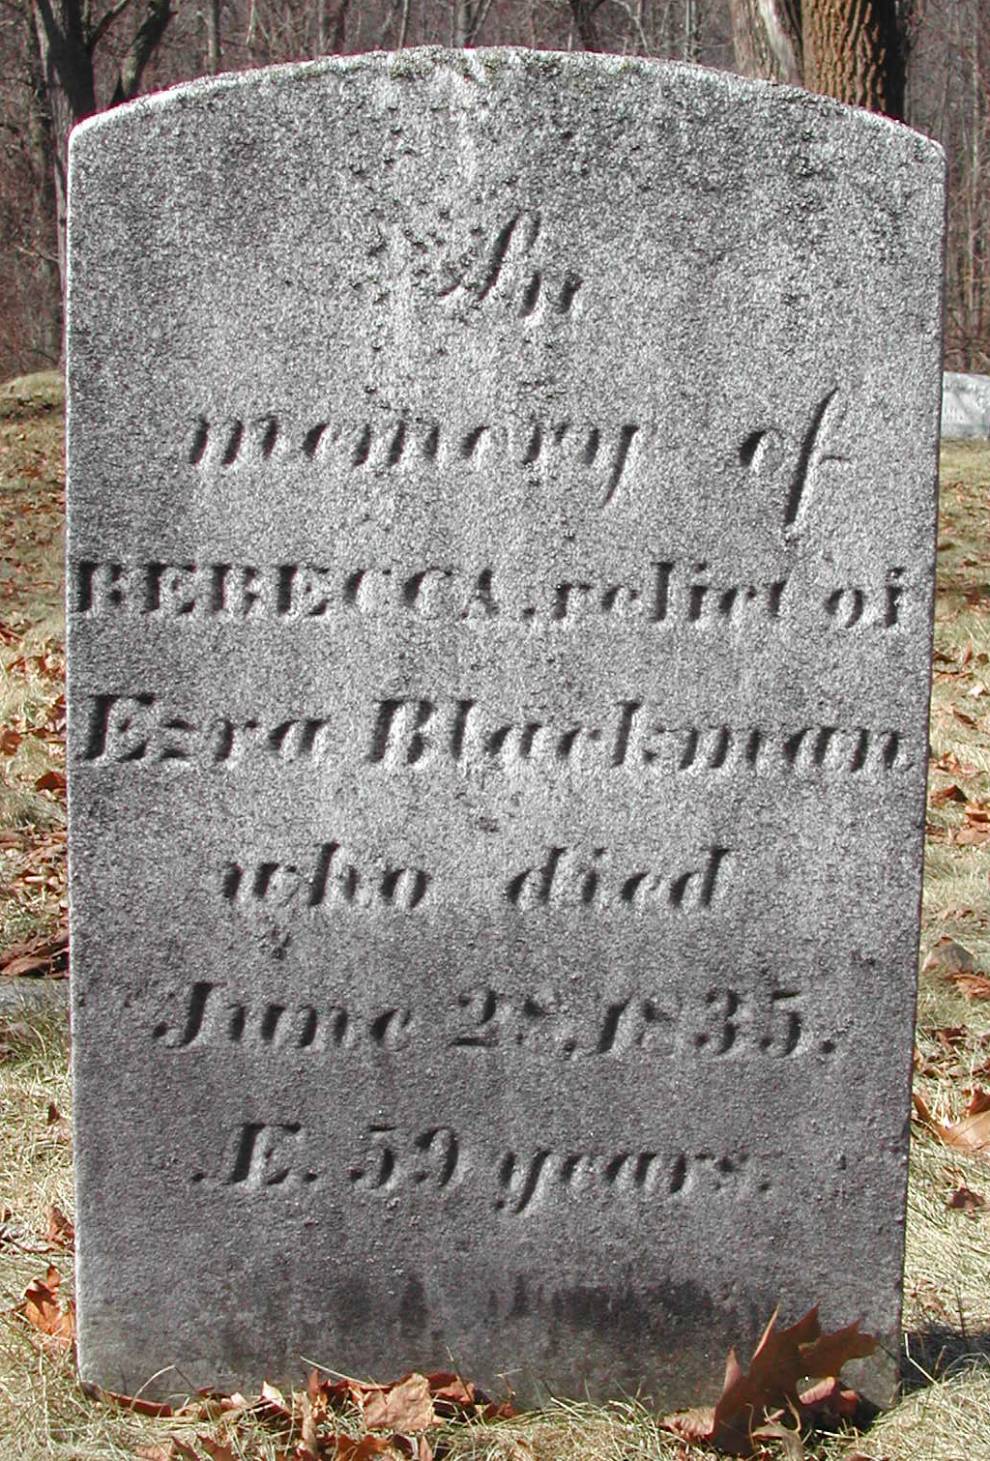 In
memory of
REBECCA, relict of
Ezra Blackman
who died
June 28, 1835.
Æ. 59 years.